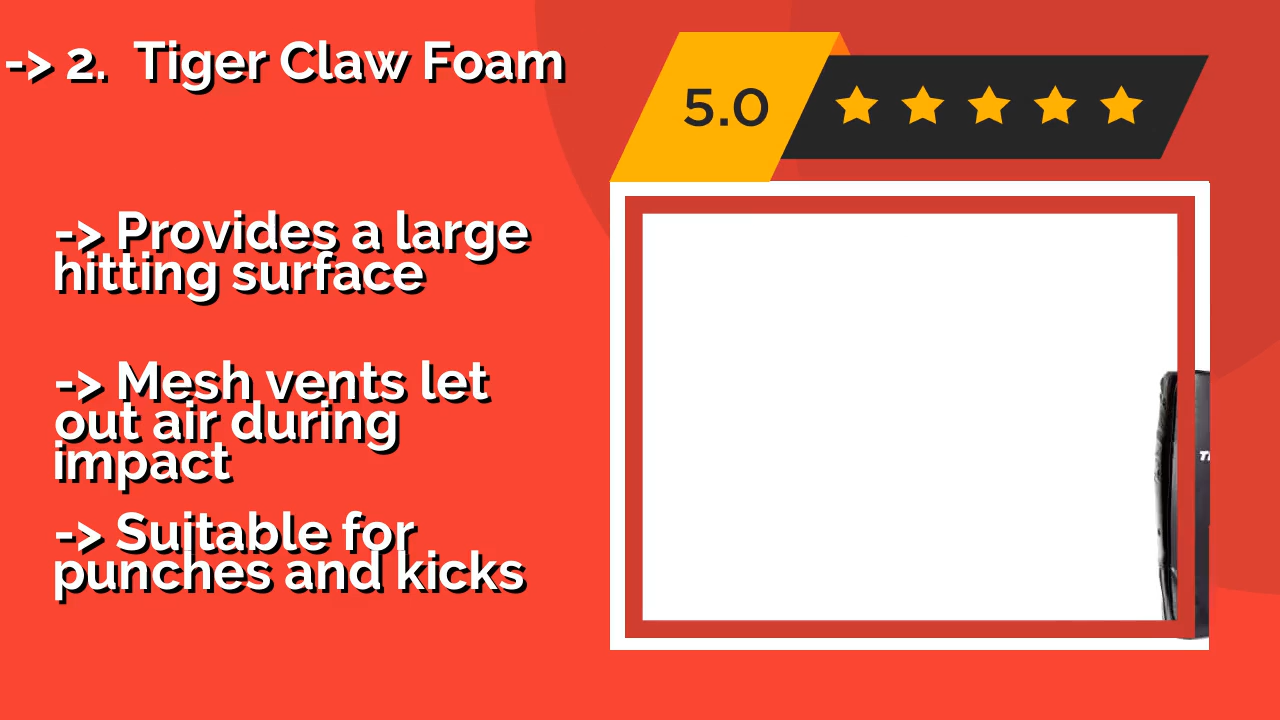 -> 2. Tiger Claw Foam
5.0
-> Provides a large
hitting surface
-> Mesh vents let
out air during
impact
-> Suitable for
punches and kicks